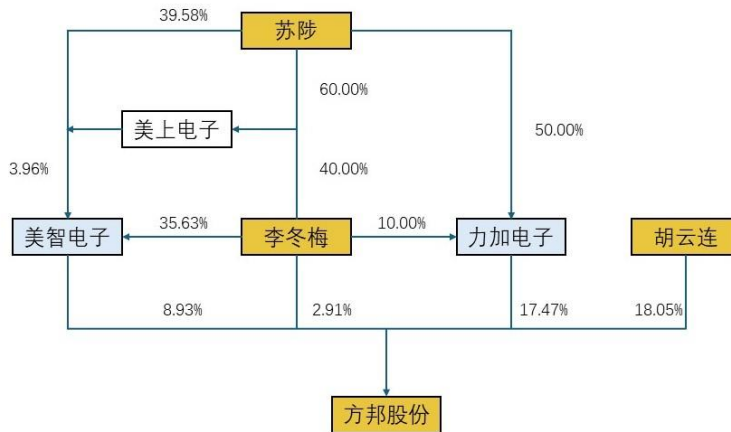 39.58%
苏陟
60.00%
美上电子
50.00%
3.96%
40.00%
美智电子
35.63%
李冬梅
10.00%
力加电子
胡云连
8.93%
2.91%
17.47%
18.05%
方邦股份